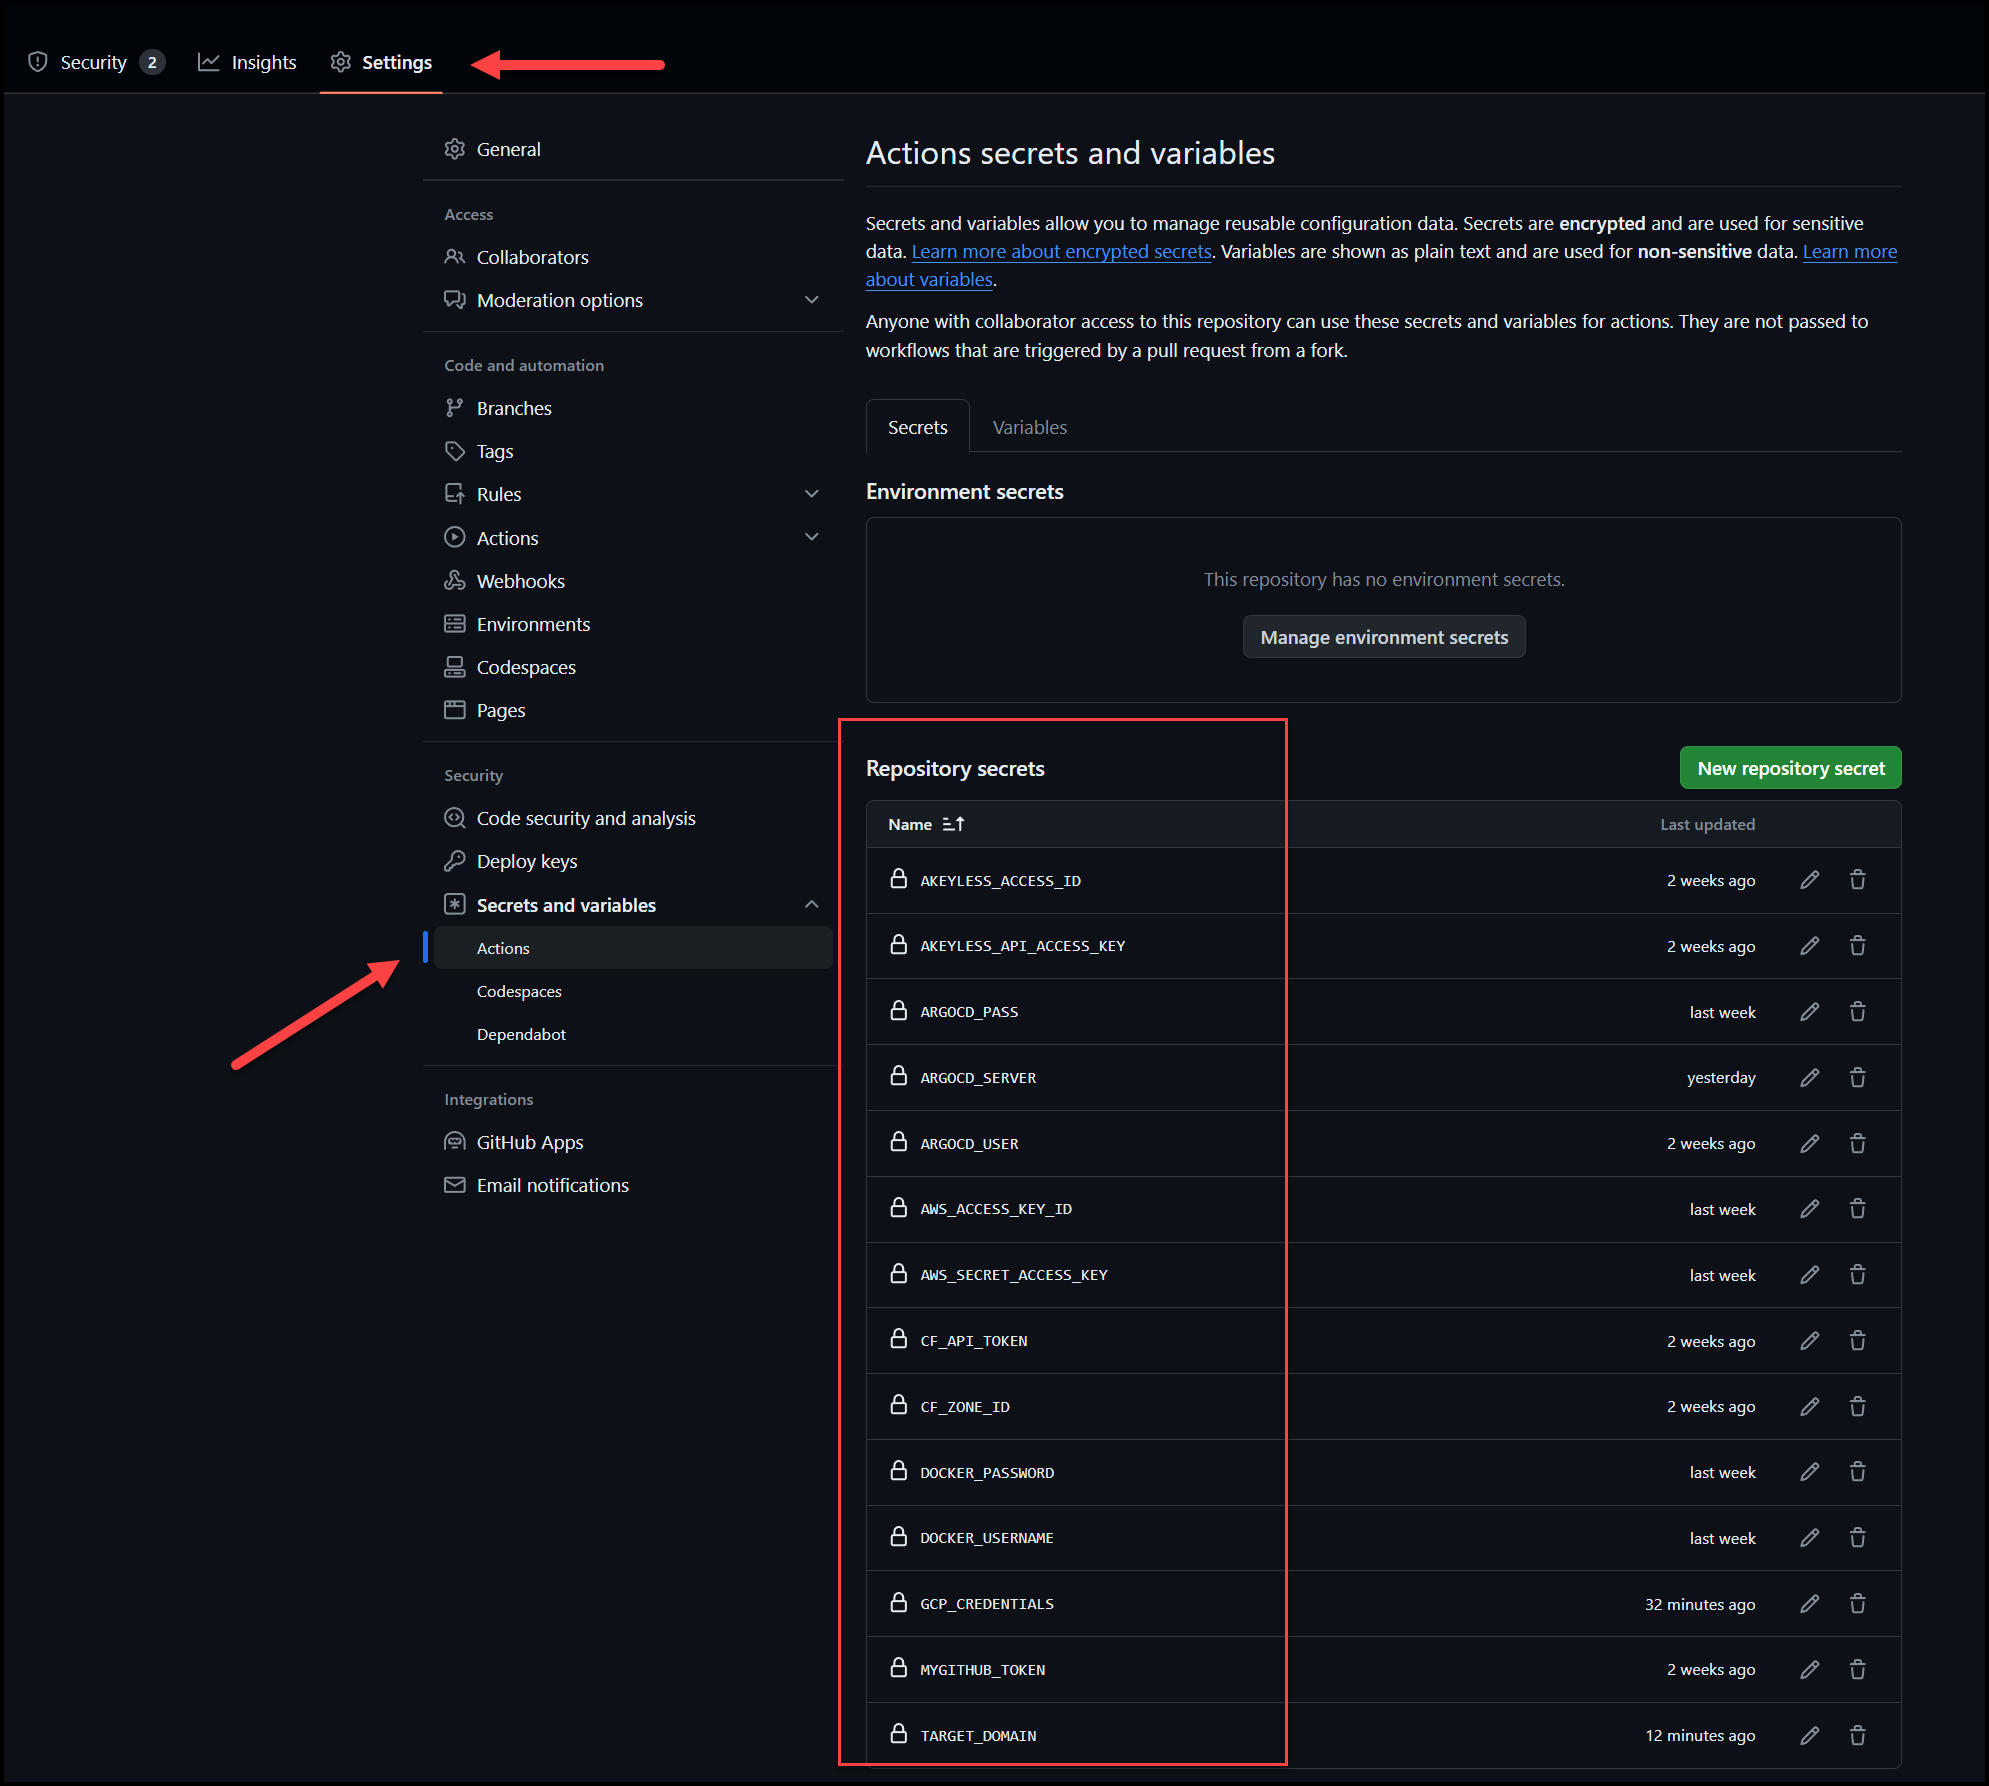 Security 2 Insights Settings
General
Access
Collaborators
Moderation options
Code and automation
Branches
Tags
Rules
Actions
Webhooks
Environments
Codespaces
Pages
Security
Code security and analysis
Deploy keys
Secrets and variables
Actions
Codespaces
Dependabot
Integrations
GitHub Apps
Email notifications
Actions secrets and variables
Secrets and variables allow you to manage reusable configuration data. Secrets are encrypted and are used for sensitive
data. Learn more about encrypted secrets. Variables are shown as plain text and are used for non-sensitive data. Learn more
about variables.
Anyone with collaborator access to this repository can use these secrets and variables for actions. They are not passed to
workflows that are triggered by a pull request from a fork.
Secrets Variables
Environment secrets
This repository has no environment secrets.
Manage environment secrets
Repository secrets New repository secret
Name Last updated
AKEYLESS_ACCESS_ID 2 weeks ago
AKEYLESS_API_ACCESS_KEY 2 weeks ago
ARGOCD_PASS last week
ARGOCD_SERVER yesterday
ARGOCD_USER 2 weeks ago
AWS_ACCESS_KEY_ID last week
AWS_SECRET_ACCESS_KEY last week
CF_API_TOKEN 2 weeks ago
CF_ZONE_ID 2 weeks ago
DOCKER_PASSWORD last week
DOCKER_USERNAME last week
GCP_CREDENTIALS 32 minutes ago
MYGITHUB_TOKEN 2 weeks ago
TARGET_DOMAIN 12 minutes ago